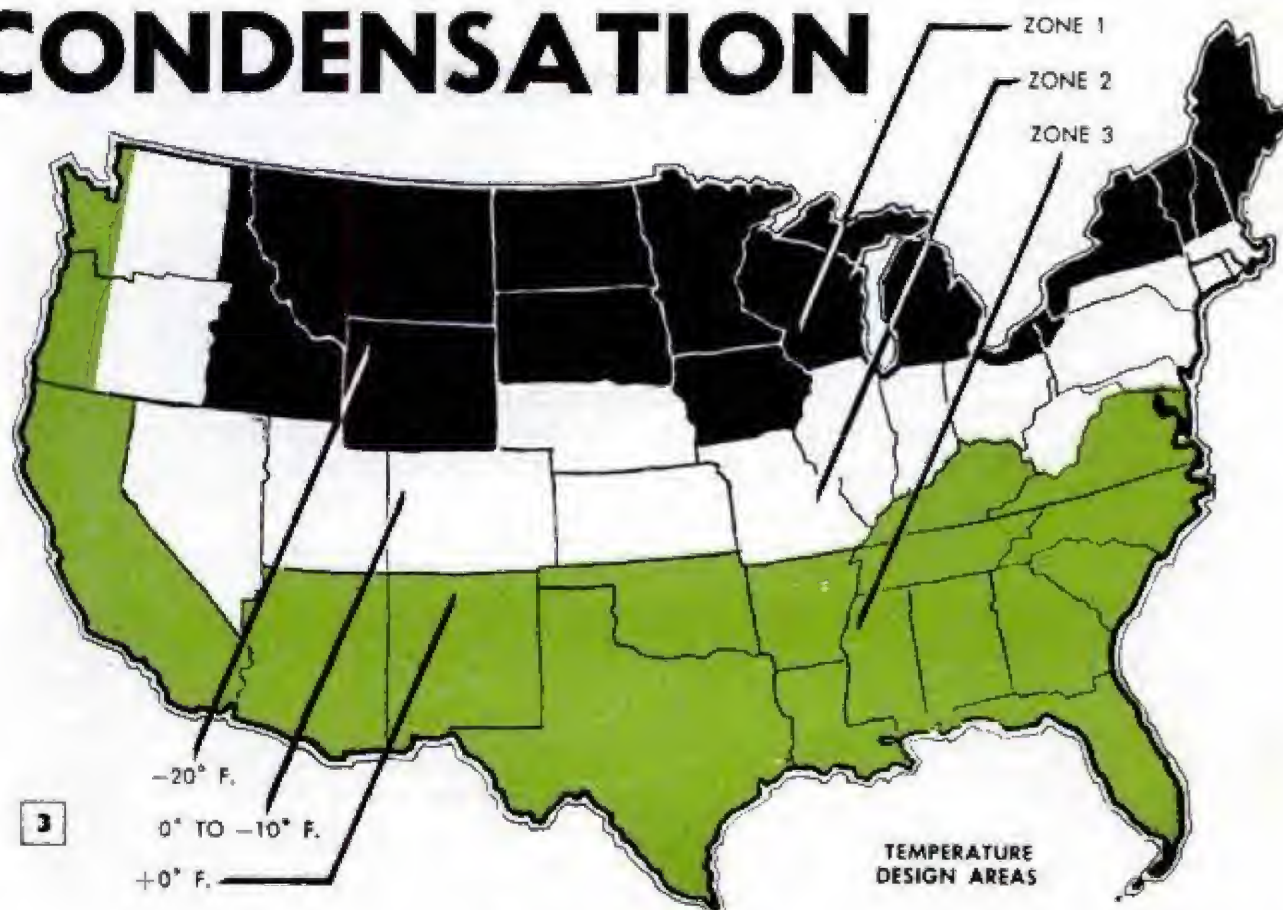 CONDENSATION
ZONE 1
ZONE 2
ZONE 3
−20° F.
0° TO −10° F.
+0° F.
3
TEMPERATURE
DESIGN AREAS